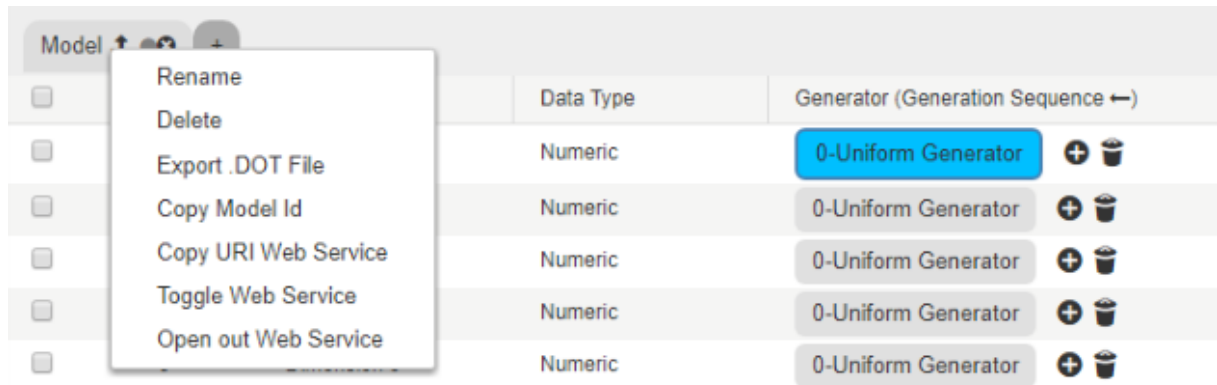 Model +
Rename
Delete
Export .DOT File
Copy Model Id
Copy URI Web Service
Toggle Web Service
Open out Web Service
Data Type Generator (Generation Sequence ←)
Numeric 0-Uniform Generator
Numeric 0-Uniform Generator
Numeric 0-Uniform Generator
Numeric 0-Uniform Generator
Numeric 0-Uniform Generator